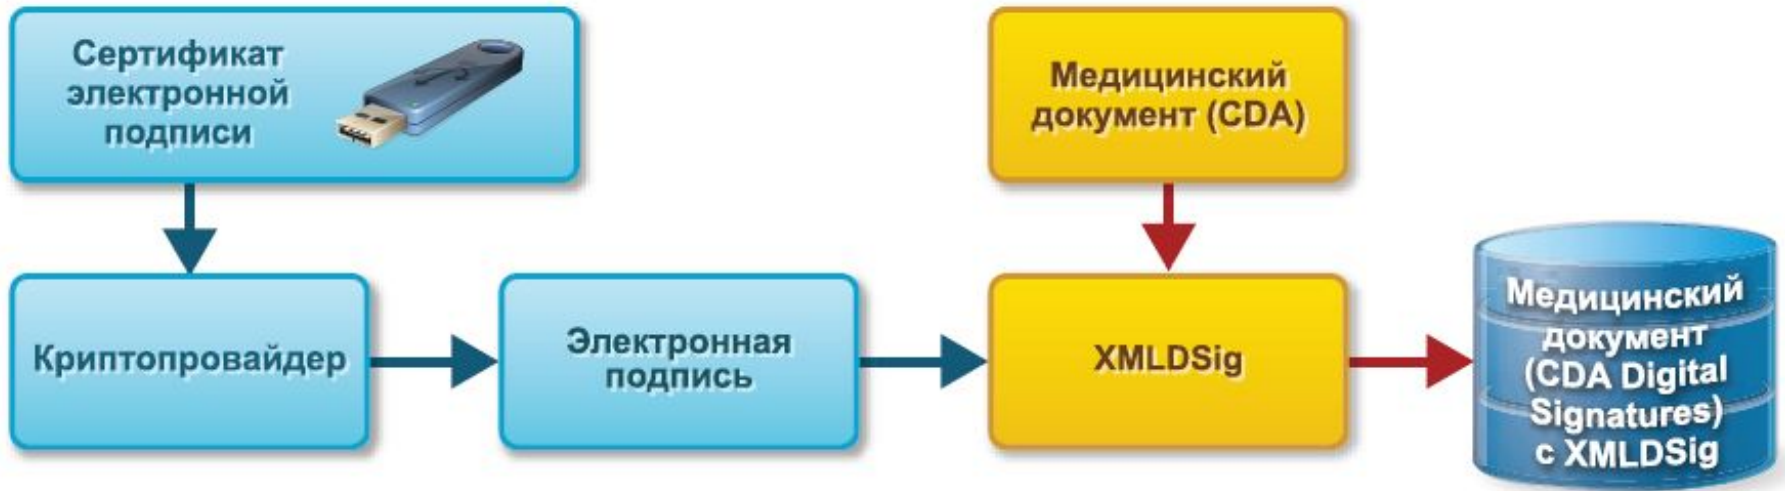 Сертификат
электронной
подписи
Медицинский
документ (CDA)
Криптопровайдер
Электронная
подпись
XMLDSig
Медицинский
документ
(CDA Digital
Signatures)
с XMLDSig